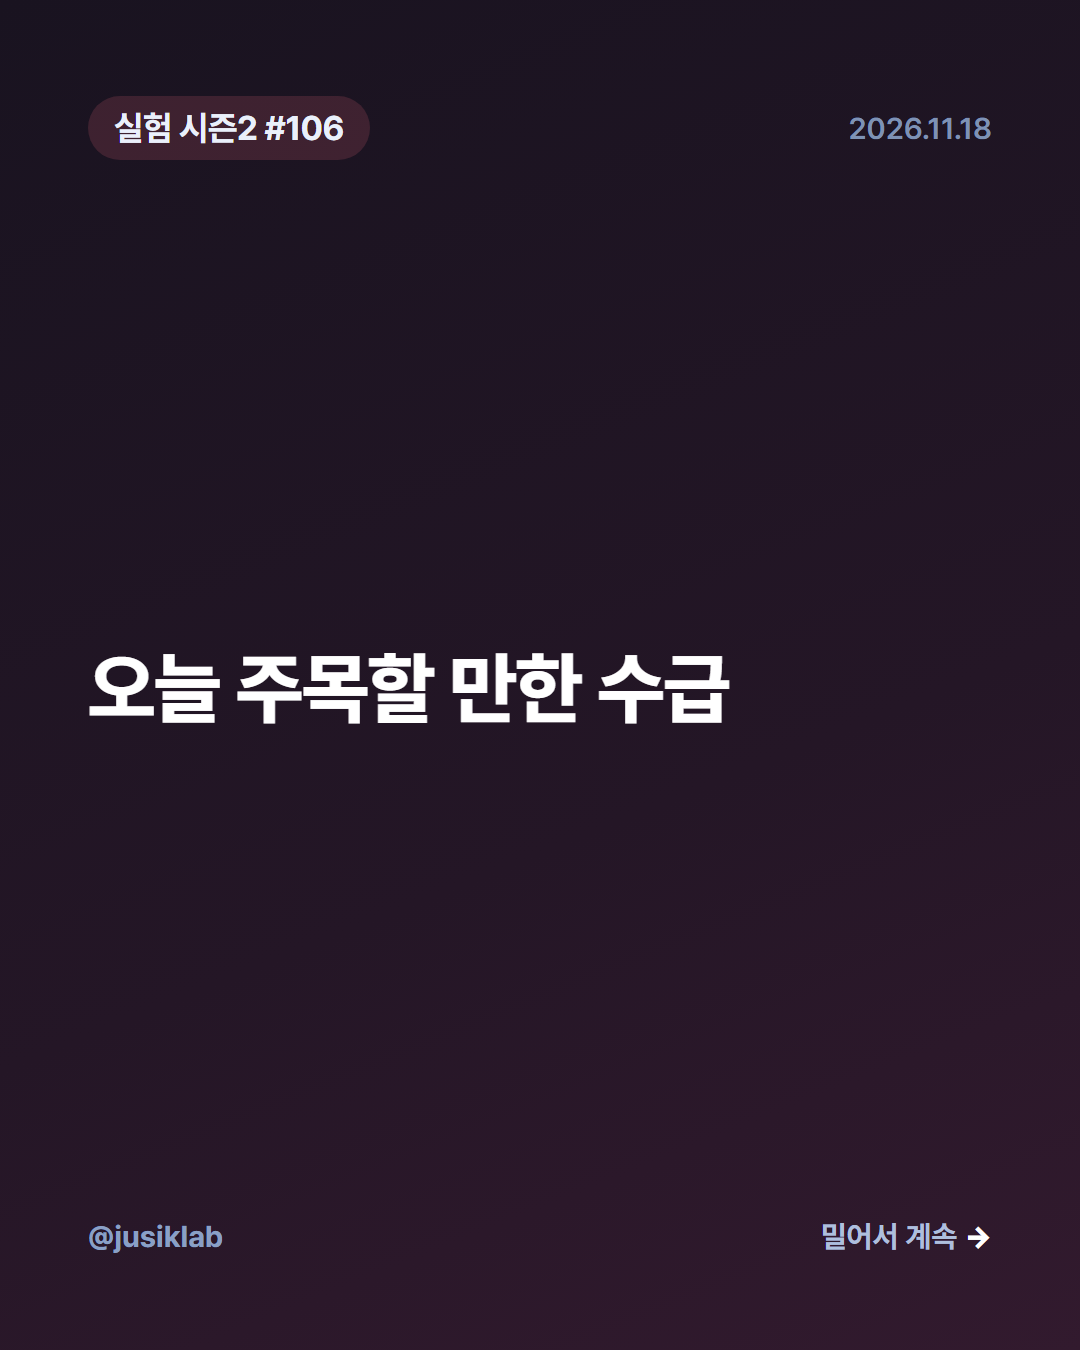 실험 시즌2 #106
2026.11.18
오늘 주목할 만한 수급
@jusiklab
밀어서 계속 →